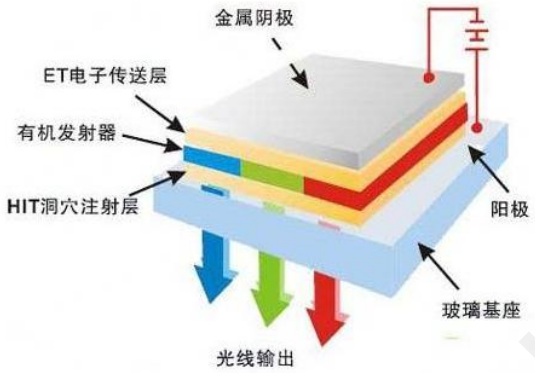 金属阴极
ET电子传送层
有机发射器
HIT洞穴注射层
阳极
玻璃基座
光线输出